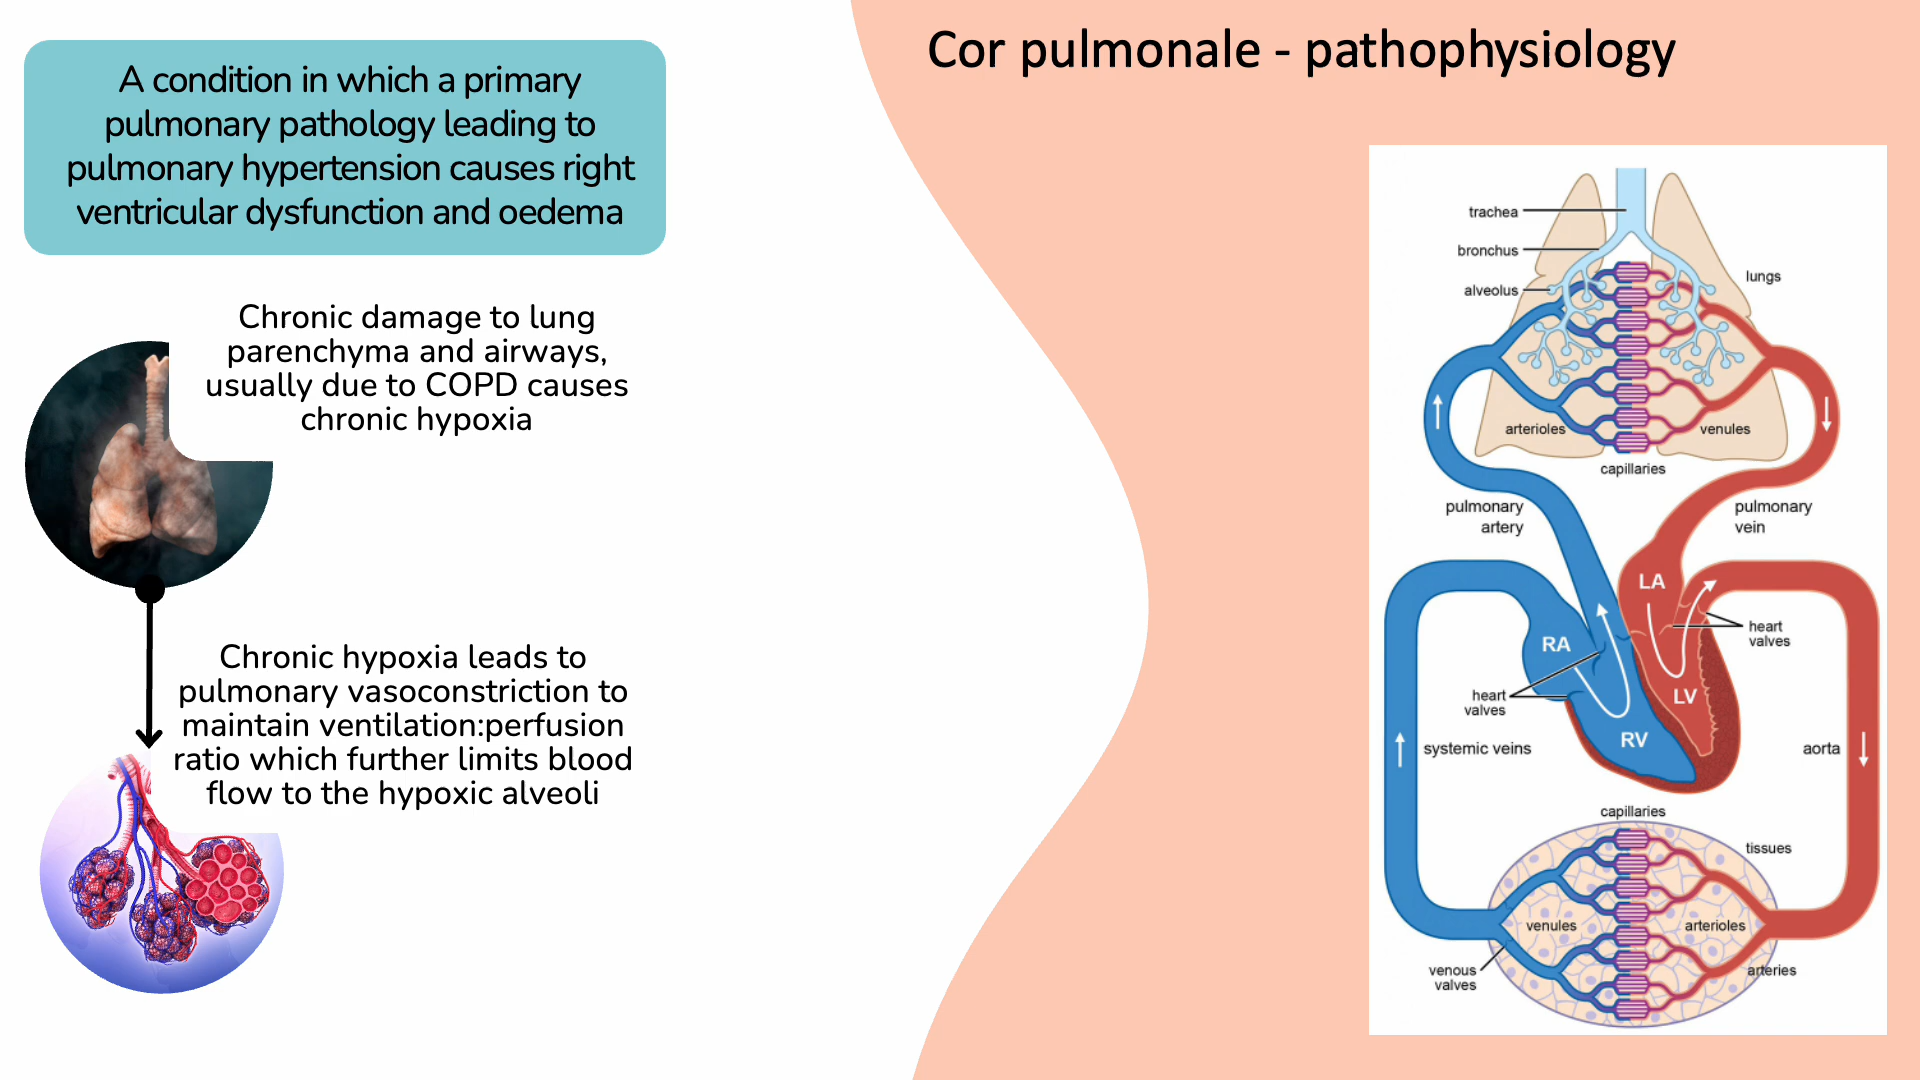 Cor pulmonale - pathophysiology
A condition in which a primary
pulmonary pathology leading to
pulmonary hypertension causes right
ventricular dysfunction and oedema
Chronic damage to lung
parenchyma and airways,
usually due to COPD causes
chronic hypoxia
Chronic hypoxia leads to
pulmonary vasoconstriction to
maintain ventilation:perfusion
ratio which further limits blood
flow to the hypoxic alveoli
trachea
bronchus
alveolus
lungs
arterioles
venules
capillaries
pulmonary
artery
pulmonary
vein
LA
RA
heart
valves
heart
valves
LV
RV
systemic veins
aorta
capillaries
tissues
venules
arterioles
venous
valves
arteries